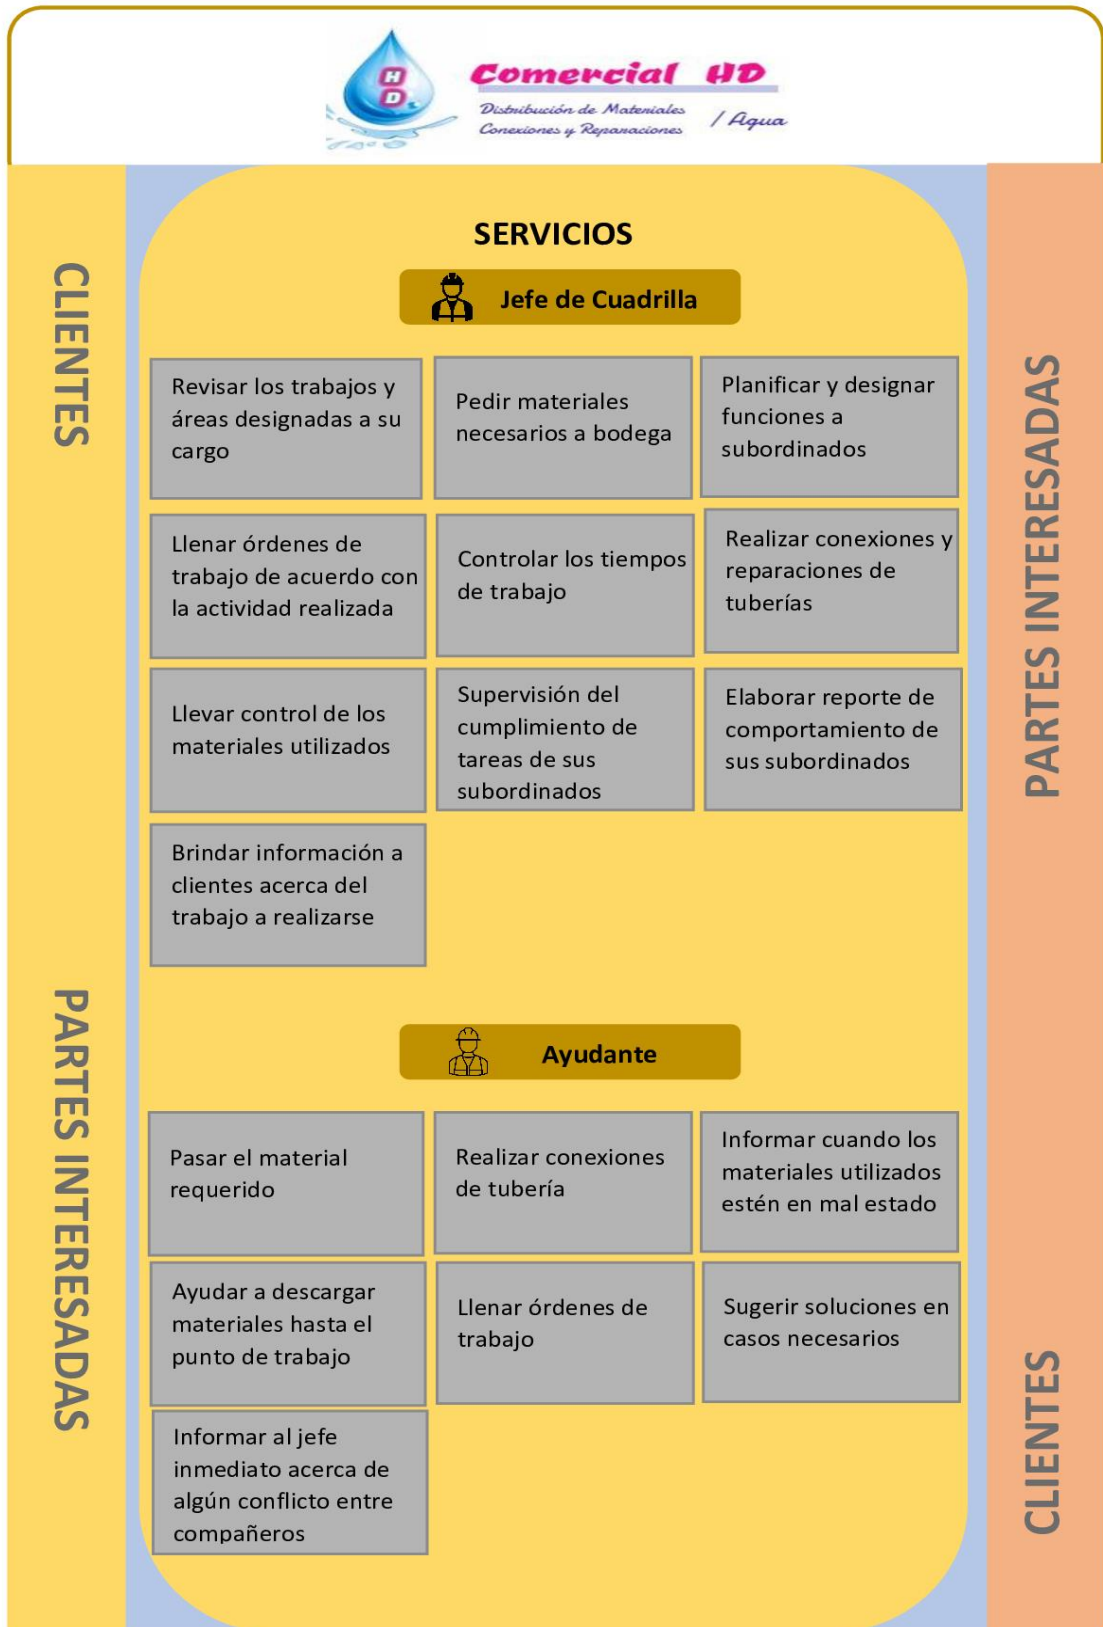 H
D.
Comercial HD
Distribución de Materiales
Conexiones y Reparaciones
/ Agua
CLIENTES
PARTES INTERESADAS
SERVICIOS
Jefe de Cuadrilla
Revisar los trabajos y
áreas designadas a su
cargo
Pedir materiales
necesarios a bodega
Planificar y designar
funciones a
subordinados
Llenar órdenes de
trabajo de acuerdo con
la actividad realizada
Controlar los tiempos
de trabajo
Realizar conexiones y
reparaciones de
tuberías
Llevar control de los
materiales utilizados
Supervisión del
cumplimiento de
tareas de sus
subordinados
Elaborar reporte de
comportamiento de
sus subordinados
Brindar información a
clientes acerca del
trabajo a realizarse
Ayudante
Pasar el material
requerido
Realizar conexiones
de tubería
Informar cuando los
materiales utilizados
estén en mal estado
Ayudar a descargar
materiales hasta el
punto de trabajo
Llenar órdenes de
trabajo
Sugerir soluciones en
casos necesarios
Informar al jefe
inmediato acerca de
algún conflicto entre
compañeros
PARTES INTERESADAS
CLIENTES